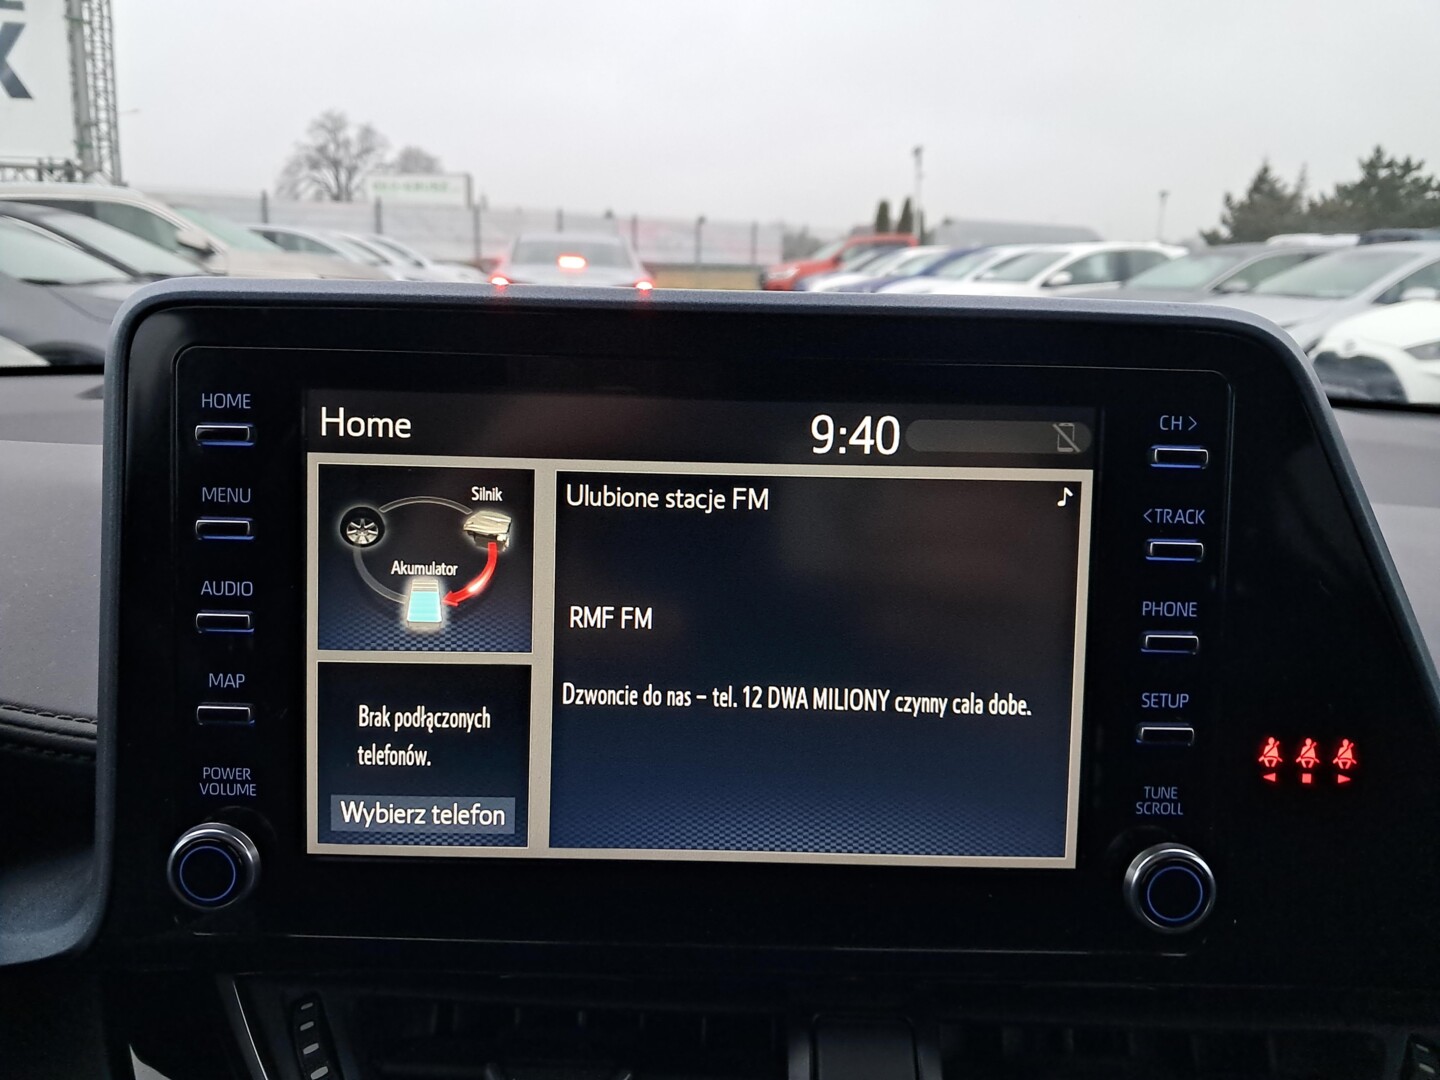 HOME
MENU
AUDIO
MAP
POWER
VOLUME
Home
9:40
Silnik
Akumulator
Brak podłączonych
telefonów.
Wybierz telefon
Ulubione stacje FM
RMF FM
Dzwoncie do nas – tel. 12 DWA MILIONY czynny cala dobe.
CH >
< TRACK
PHONE
SETUP
TUNE
SCROLL